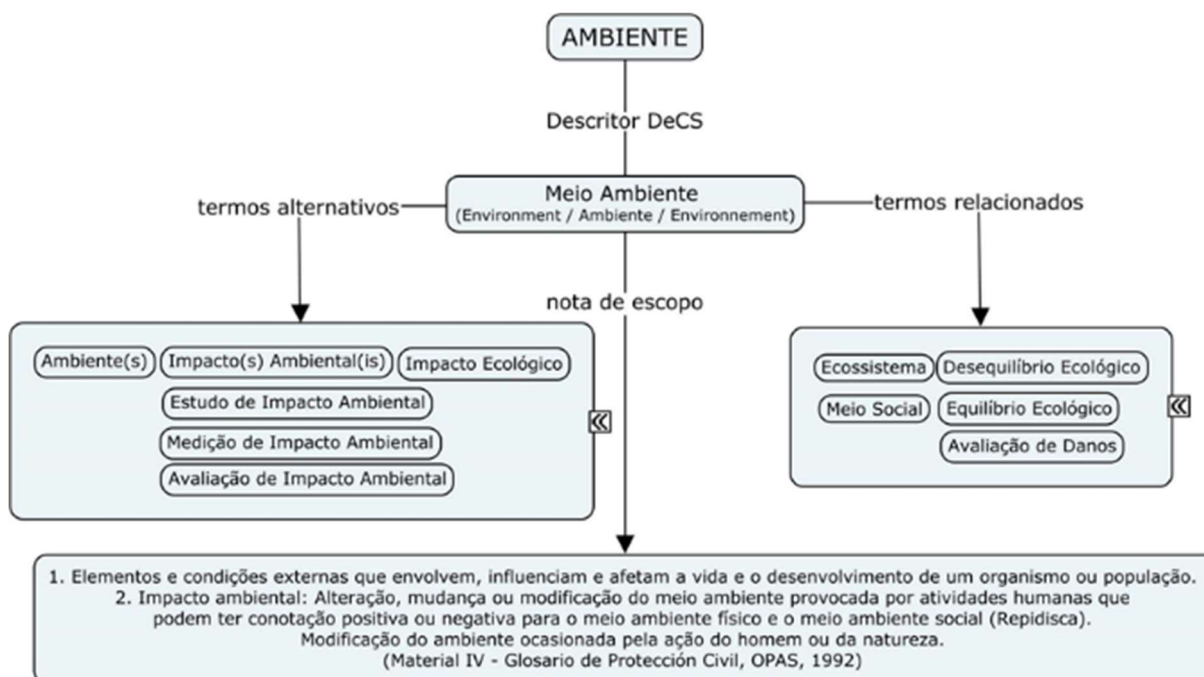 AMBIENTE
Descritor DeCS
Meio Ambiente
(Environment / Ambiente / Environnement)
termos alternativos
termos relacionados
nota de escopo
Ambiente(s)
Impacto(s) Ambiental(is)
Impacto Ecológico
Estudo de Impacto Ambiental
Medição de Impacto Ambiental
Avaliação de Impacto Ambiental
Ecossistema
Desequilíbrio Ecológico
Meio Social
Equilíbrio Ecológico
Avaliação de Danos
1. Elementos e condições externas que envolvem, influenciam e afetam a vida e o desenvolvimento de um organismo ou população.
2. Impacto ambiental: Alteração, mudança ou modificação do meio ambiente provocada por atividades humanas que
podem ter conotação positiva ou negativa para o meio ambiente físico e o meio ambiente social (Repidisca).
Modificação do ambiente ocasionada pela ação do homem ou da natureza.
(Material IV - Glosario de Protección Civil, OPAS, 1992)